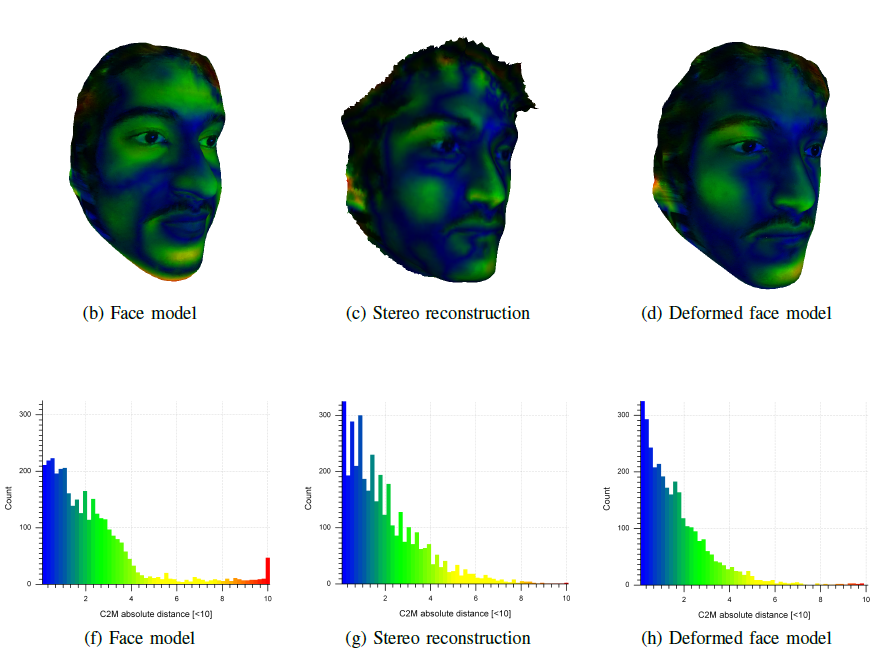 (b) Face model
(c) Stereo reconstruction
(d) Deformed face model
300
200
100
0
Count
2
4
6
8
10
C2M absolute distance [<10]
(f) Face model
300
200
100
0
Count
2
4
6
8
10
C2M absolute distance [<10]
(g) Stereo reconstruction
300
200
100
0
Count
2
4
6
8
10
C2M absolute distance [<10]
(h) Deformed face model